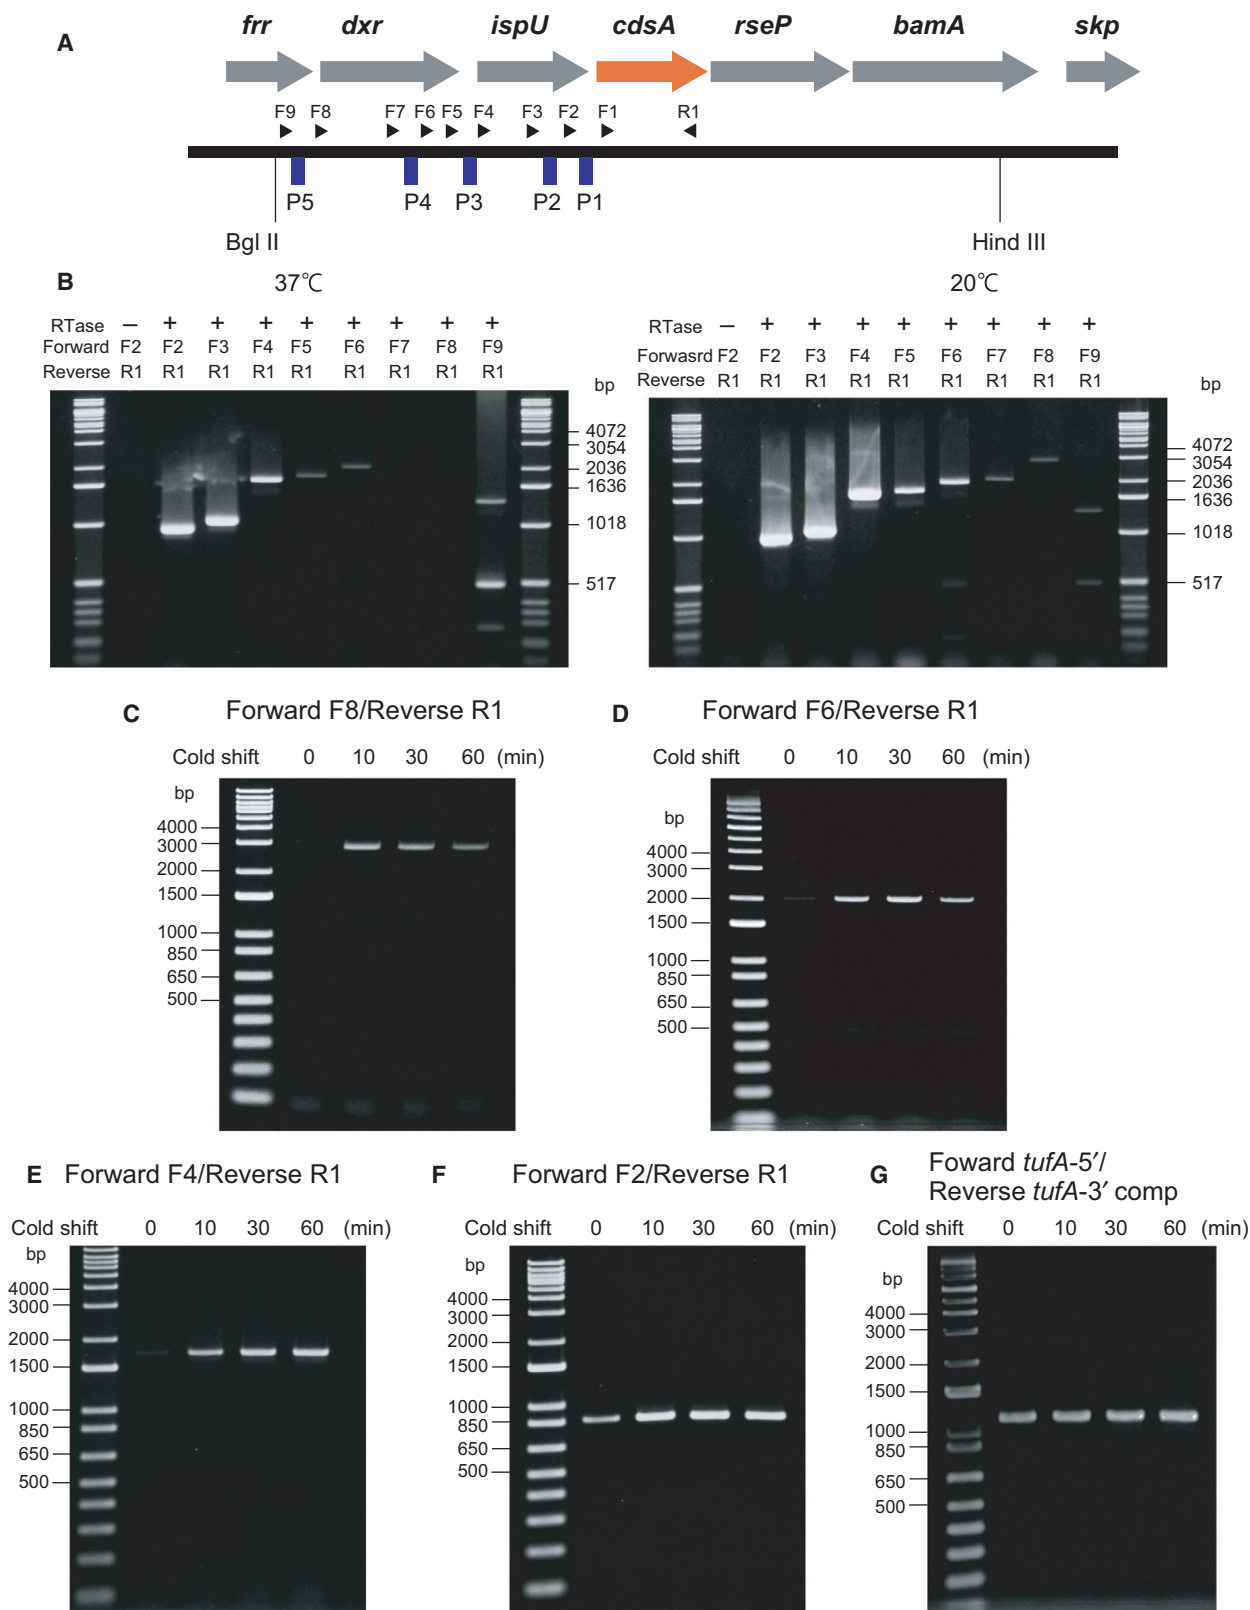 A
frr dxr ispU cdsA rseP bamA skp
F9 F8 F7 F6 F5 F4 F3 F2 F1 R1
P5 P4 P3 P2 P1
Bgl II Hind III
B
37℃
RTase – + + + + + + + +
Forward F2 F2 F3 F4 F5 F6 F7 F8 F9
Reverse R1 R1 R1 R1 R1 R1 R1 R1 R1
bp
4072
3054
2036
1636
1018
517
20℃
RTase – + + + + + + + +
Forwasrd F2 F2 F3 F4 F5 F6 F7 F8 F9
Reverse R1 R1 R1 R1 R1 R1 R1 R1 R1
bp
4072
3054
2036
1636
1018
517
C Forward F8/Reverse R1
Cold shift 0 10 30 60 (min)
bp
4000
3000
2000
1500
1000
850
650
500
D Forward F6/Reverse R1
Cold shift 0 10 30 60 (min)
bp
4000
3000
2000
1500
1000
850
650
500
E Forward F4/Reverse R1
Cold shift 0 10 30 60 (min)
bp
4000
3000
2000
1500
1000
850
650
500
F Forward F2/Reverse R1
Cold shift 0 10 30 60 (min)
bp
4000
3000
2000
1500
1000
850
650
500
G Foward tufA-5′/
Reverse tufA-3′ comp
Cold shift 0 10 30 60 (min)
bp
4000
3000
2000
1500
1000
850
650
500